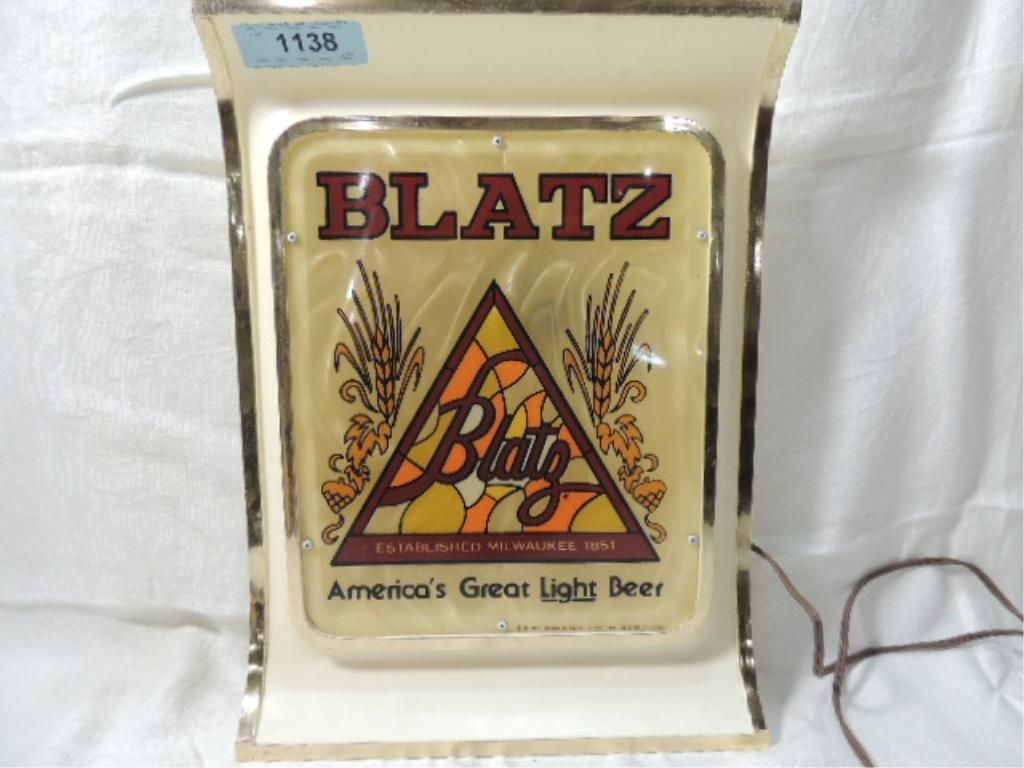 1138
BLATZ
Blatz
ESTABLISHED MILWAUKEE 1851
America's Great Light Beer